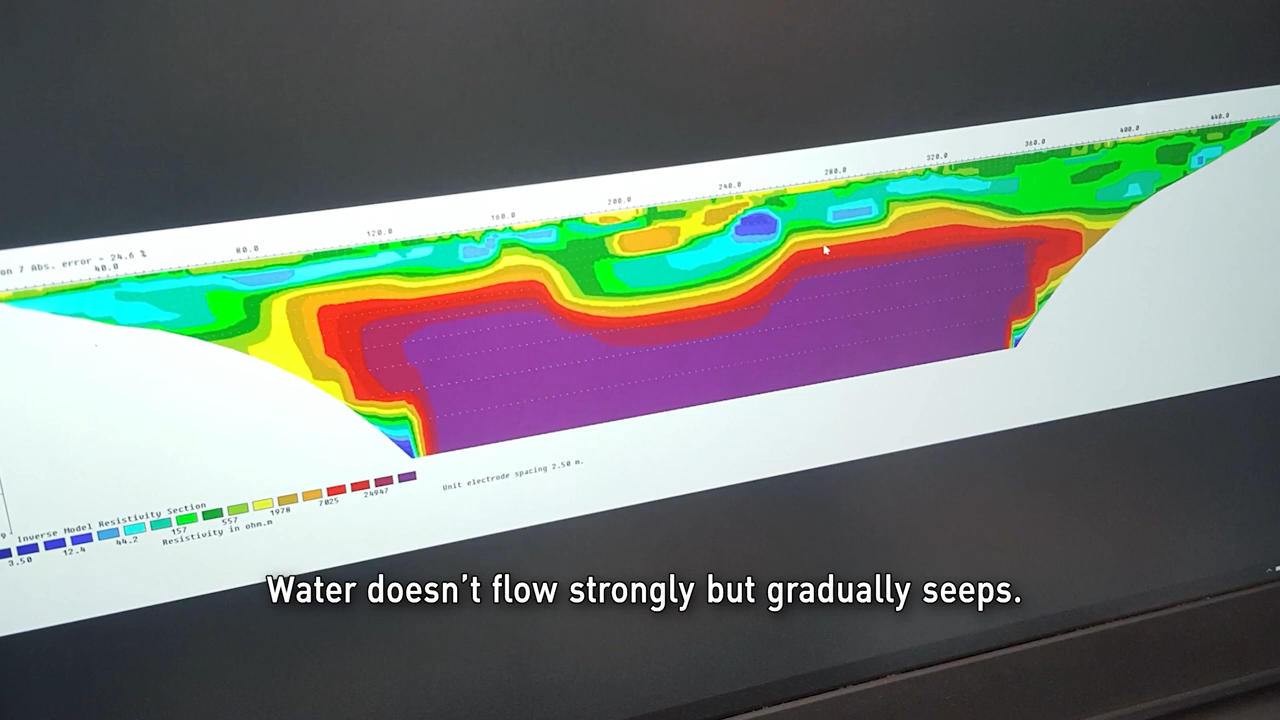 on 7 Abs. error = 24.6 %
40.0 80.0 120.0 160.0 200.0 240.0 280.0 320.0 360.0 400.0 440.0
Inverse Model Resistivity Section
3.50 12.4 44.2 157 557 1978 7025 24947
Resistivity in ohm.m
Unit electrode spacing 2.50 m.
Water doesn't flow strongly but gradually seeps.